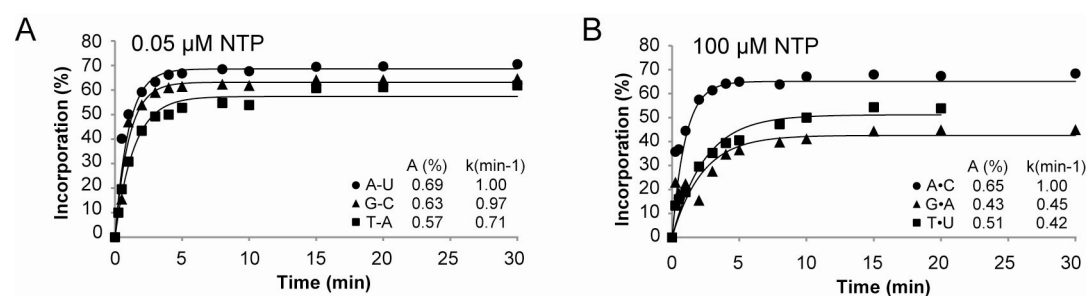 A
0.05 µM NTP
Incorporation (%)
80
70
60
50
40
30
20
10
0
A (%) k(min-1)
A-U 0.69 1.00
G-C 0.63 0.97
T-A 0.57 0.71
0 5 10 15 20 25 30
Time (min)
B
100 µM NTP
Incorporation (%)
80
70
60
50
40
30
20
10
0
A (%) k(min-1)
A•C 0.65 1.00
G•A 0.43 0.45
T•U 0.51 0.42
0 5 10 15 20 25 30
Time (min)